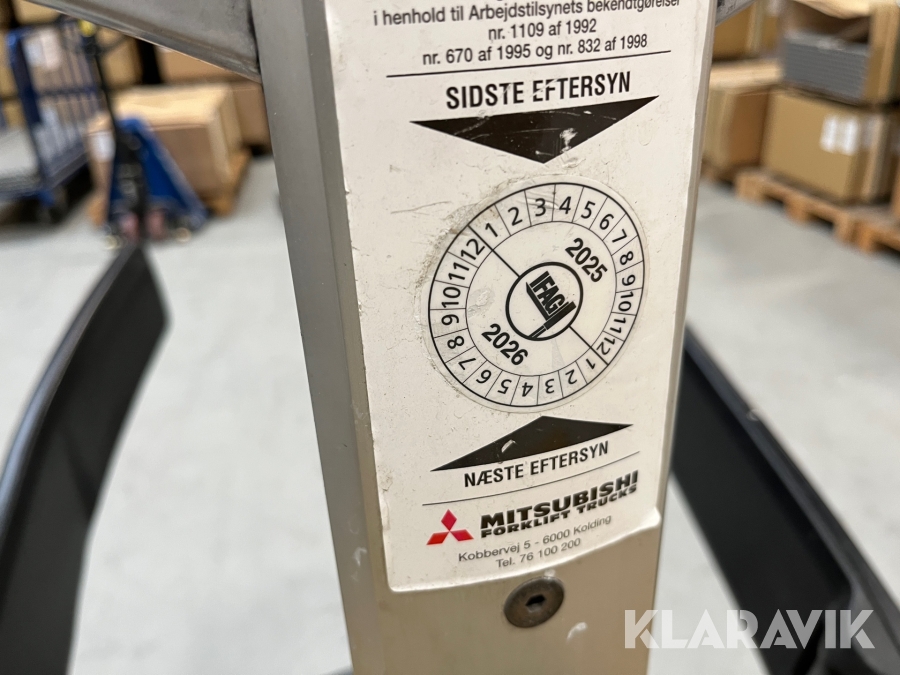 i henhold til Arbejdstilsynets bekendtgørelser
nr. 1109 af 1992
nr. 670 af 1995 og nr. 832 af 1998
SIDSTE EFTERSYN
1 2 3 4 5 6 7 8 9 10 11 12
2025
IFAG
2026
1 2 3 4 5 6 7 8 9 10 11 12
NÆSTE EFTERSYN
MITSUBISHI
FORKLIFT TRUCKS
Kobbervej 5 - 6000 Kolding
Tel. 76 100 200
KLARAVIK